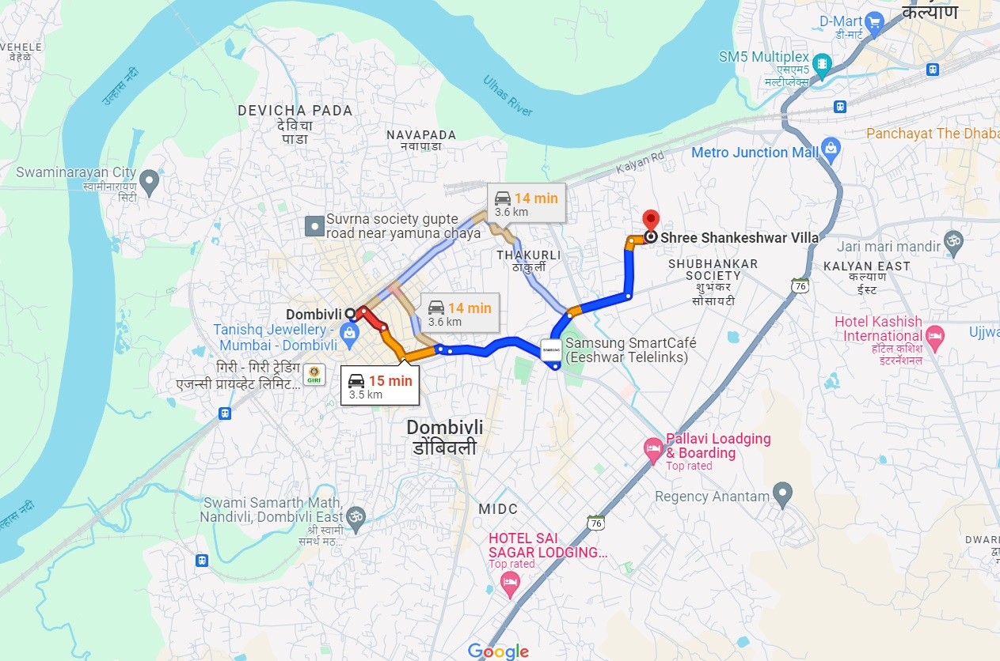 कल्याण
D-Mart
डी-मार्ट
VEHELE
वेहेळे
SM5 Multiplex
एसएम5
मल्टीप्लेक्स
उल्हास नदी
Ulhas River
DEVICHA PADA
देविचा
पाडा
NAVAPADA
नवापाडा
Panchayat The Dhaba
Metro Junction Mall
Kalyan Rd
Swaminarayan City
स्वामीनारायण
सिटी
14 min
3.6 km
Suvrna society gupte
road near yamuna chaya
Shree Shankeshwar Villa
Jari mari mandir
THAKURLI
ठाकुर्ली
SHUBHANKAR
SOCIETY
शुभंकर
सोसायटी
KALYAN EAST
कल्याण
ईस्ट
76
14 min
3.6 km
Dombivli
Tanishq Jewellery -
Mumbai - Dombivli
Hotel Kashish
International
हॉटेल कशिश
इंटरनॅशनल
Ujjwa
SAMSUNG
Samsung SmartCafé
(Eeshwar Telelinks)
गिरी - गिरी ट्रेडिंग
एजन्सी प्रायव्हेट लिमिट...
GIRI
15 min
3.5 km
Dombivli
डोंबिवली
Pallavi Loadging
& Boarding
Top rated
Regency Anantam
उल्हास नदी
Swami Samarth Math,
Nandivli, Dombivli East
श्री स्वामी
समर्थ मठ...
MIDC
76
HOTEL SAI
SAGAR LODGING...
Top rated
DWARL
Google